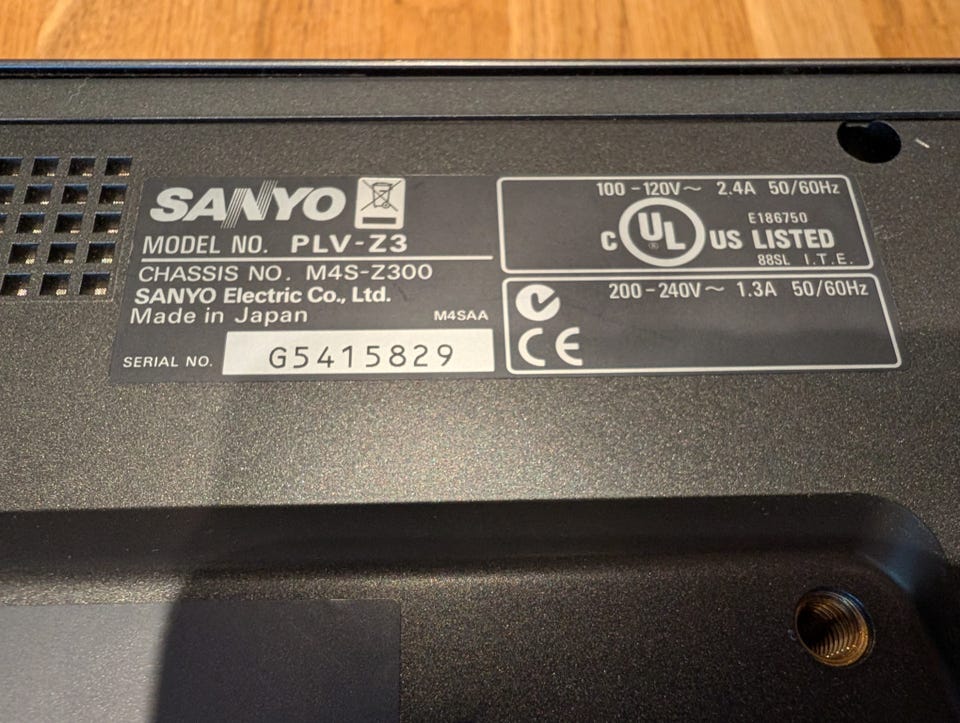 SANYO
MODEL NO. PLV-Z3
CHASSIS NO. M4S-Z300
SANYO Electric Co., Ltd.
Made in Japan M4SAA
SERIAL NO. G5415829
100-120V～ 2.4A 50/60Hz
E186750
C UL ® US LISTED
88SL I.T.E.
200-240V～ 1.3A 50/60Hz
CE